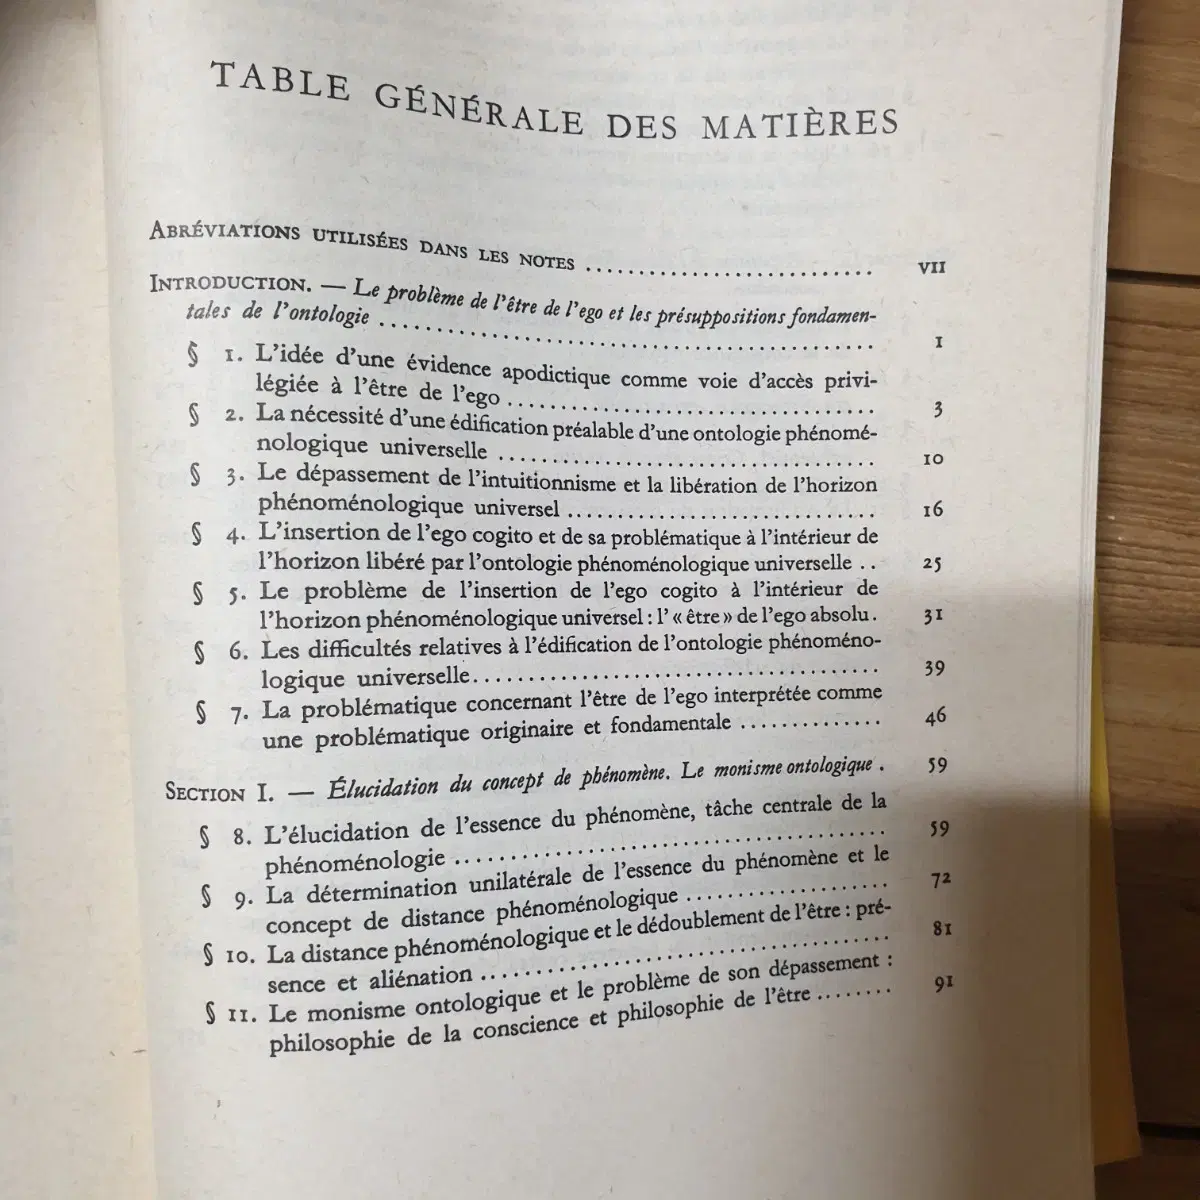 TABLE GÉNÉRALE DES MATIÈRES
ABRÉVIATIONS UTILISÉES DANS LES NOTES ............................ VII
INTRODUCTION. — Le problème de l'être de l'ego et les présuppositions fondamen-
tales de l'ontologie ................................................ I
§ 1. L'idée d'une évidence apodictique comme voie d'accès privi-
légiée à l'être de l'ego .................................... 3
§ 2. La nécessité d'une édification préalable d'une ontologie phénomé-
nologique universelle .................................... 10
§ 3. Le dépassement de l'intuitionnisme et la libération de l'horizon
phénoménologique universel ............................. 16
§ 4. L'insertion de l'ego cogito et de sa problématique à l'intérieur de
l'horizon libéré par l'ontologie phénoménologique universelle .. 25
§ 5. Le problème de l'insertion de l'ego cogito à l'intérieur de
l'horizon phénoménologique universel : l' « être » de l'ego absolu. 31
§ 6. Les difficultés relatives à l'édification de l'ontologie phénoméno-
logique universelle....................................... 39
§ 7. La problématique concernant l'être de l'ego interprétée comme
une problématique originaire et fondamentale .............. 46
SECTION I. — Élucidation du concept de phénomène. Le monisme ontologique . 59
§ 8. L'élucidation de l'essence du phénomène, tâche centrale de la
phénoménologie ........................................ 59
§ 9. La détermination unilatérale de l'essence du phénomène et le
concept de distance phénoménologique .................... 72
§ 10. La distance phénoménologique et le dédoublement de l'être : pré-
sence et aliénation ...................................... 81
§ 11. Le monisme ontologique et le problème de son dépassement :
philosophie de la conscience et philosophie de l'être ........ 91